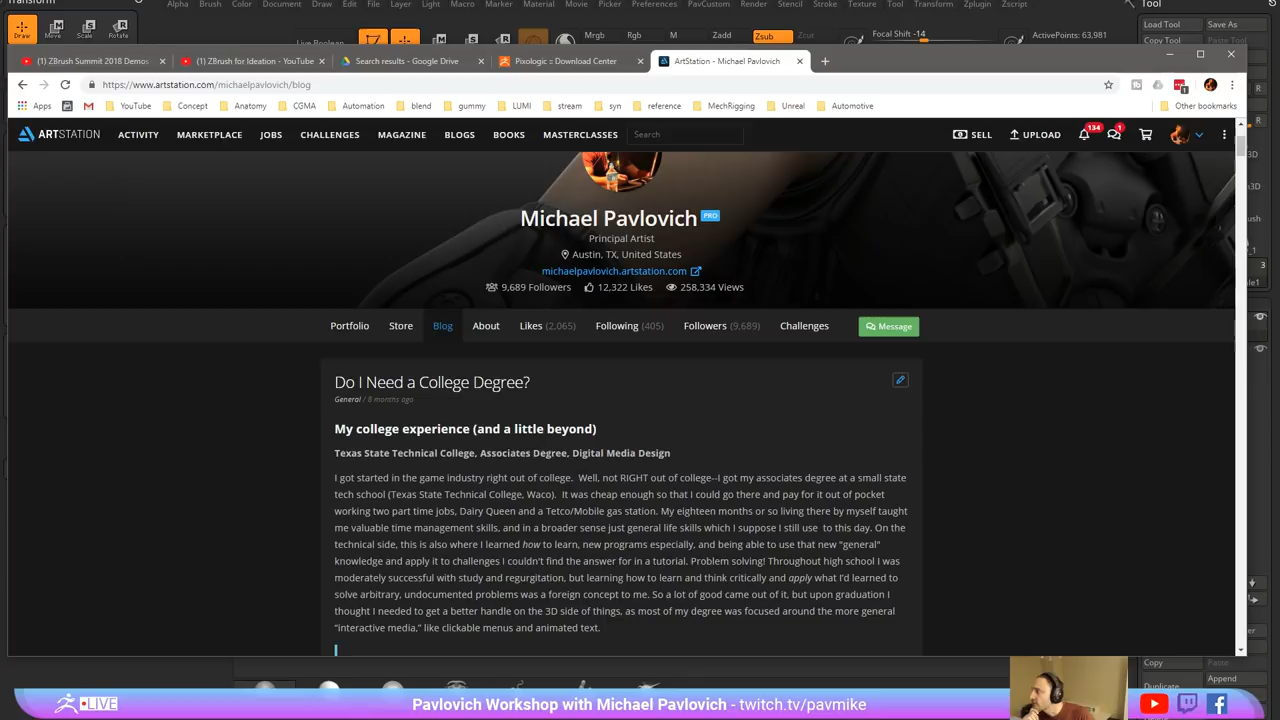 Transform
Alpha Brush Color Document Draw Edit File Layer Light Macro Marker Material Movie Picker Preferences PavCustom Render Stencil Stroke Texture Tool Transform Zplugin Zscript
Tool
Draw Move Scale Rotate
Live Boolean
Mrgb Rgb M Zadd Zsub Zcut
Focal Shift -14
ActivePoints: 63,981
Load Tool Save As
Copy Tool
(1) ZBrush Summit 2018 Demos
(1) ZBrush for Ideation - YouTube
Search results - Google Drive
Pixologic :: Download Center
ArtStation - Michael Pavlovich
https://www.artstation.com/michaelpavlovich/blog
Apps YouTube Concept Anatomy CGMA Automation blend gummy LUMI stream syn reference MechRigging Unreal Automotive Other bookmarks
ARTSTATION ACTIVITY MARKETPLACE JOBS CHALLENGES MAGAZINE BLOGS BOOKS MASTERCLASSES Search SELL UPLOAD 134 1
Michael Pavlovich PRO
Principal Artist
Austin, TX, United States
michaelpavlovich.artstation.com
9,689 Followers 12,322 Likes 258,334 Views
Portfolio Store Blog About Likes (2,065) Following (405) Followers (9,689) Challenges Message
Do I Need a College Degree?
General / 8 months ago
My college experience (and a little beyond)
Texas State Technical College, Associates Degree, Digital Media Design
I got started in the game industry right out of college. Well, not RIGHT out of college--I got my associates degree at a small state
tech school (Texas State Technical College, Waco). It was cheap enough so that I could go there and pay for it out of pocket
working two part time jobs, Dairy Queen and a Tetco/Mobile gas station. My eighteen months or so living there by myself taught
me valuable time management skills, and in a broader sense just general life skills which I suppose I still use to this day. On the
technical side, this is also where I learned how to learn, new programs especially, and being able to use that new "general"
knowledge and apply it to challenges I couldn't find the answer for in a tutorial. Problem solving! Throughout high school I was
moderately successful with study and regurgitation, but learning how to learn and think critically and apply what I'd learned to
solve arbitrary, undocumented problems was a foreign concept to me. So a lot of good came out of it, but upon graduation I
thought I needed to get a better handle on the 3D side of things, as most of my degree was focused around the more general
"interactive media," like clickable menus and animated text.
Copy Paste
Duplicate Append
LIVE
Pavlovich Workshop with Michael Pavlovich - twitch.tv/pavmike